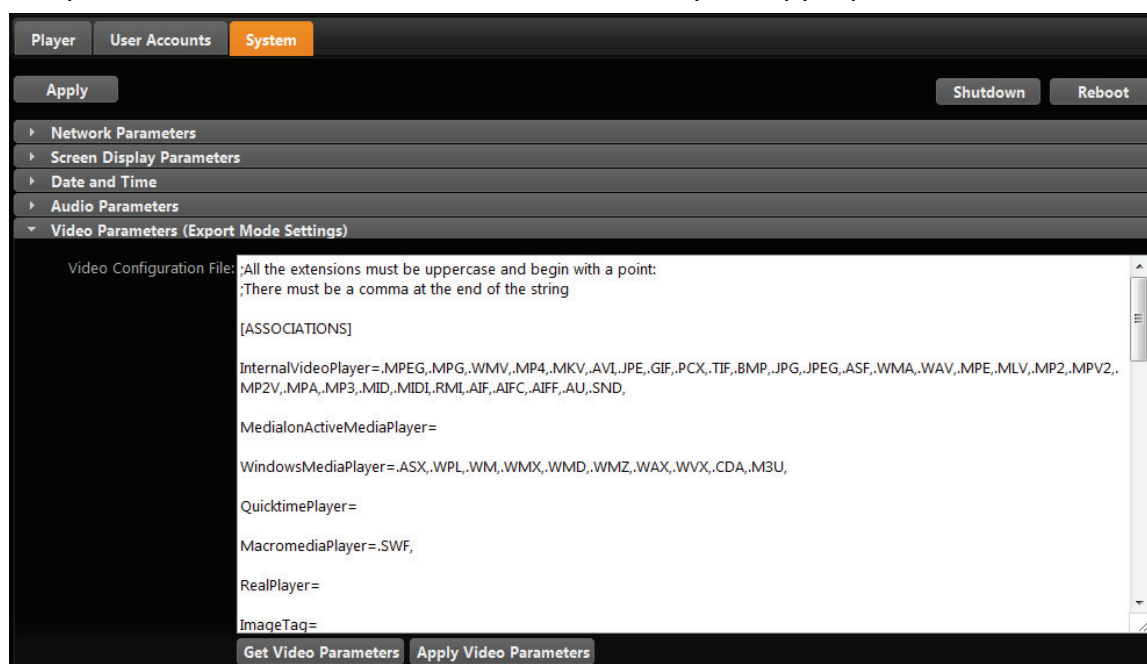 Player User Accounts System
Apply Shutdown Reboot
Network Parameters
Screen Display Parameters
Date and Time
Audio Parameters
Video Parameters (Export Mode Settings)
Video Configuration File: ;All the extensions must be uppercase and begin with a point:
;There must be a comma at the end of the string
[ASSOCIATIONS]
InternalVideoPlayer=.MPEG,.MPG,.WMV,.MP4,.MKV,.AVI,.JPE,.GIF,.PCX,.TIF,.BMP,.JPG,.JPEG,.ASF,.WMA,.WAV,.MPE,.MLV,.MP2,.MPV2,.
MP2V,.MPA,.MP3,.MID,.MIDI,.RMI,.AIF,.AIFC,.AIFF,.AU,.SND,
MedialonActiveMediaPlayer=
WindowsMediaPlayer=.ASX,.WPL,.WM,.WMX,.WMD,.WMZ,.WAX,.WVX,.CDA,.M3U,
QuicktimePlayer=
MacromediaPlayer=.SWF,
RealPlayer=
ImageTag=
Get Video Parameters Apply Video Parameters